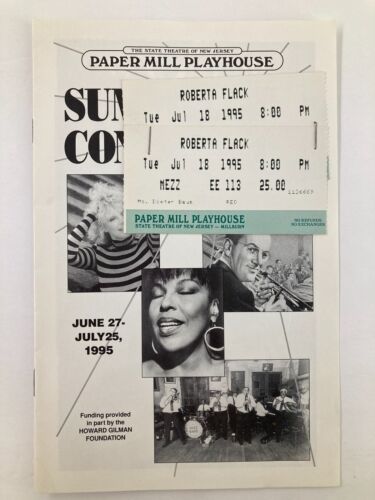 THE STATE THEATRE OF NEW JERSEY
PAPER MILL PLAYHOUSE
ROBERTA FLACK
Tue Jul 18 1995 8:00 PM
ROBERTA FLACK
Tue Jul 18 1995 8:00 PM
MEZZ EE 113 25.00
PAPER MILL PLAYHOUSE
STATE THEATRE OF NEW JERSEY — MILLBURN
NO REFUNDS
NO EXCHANGES
SUM
CON
JUNE 27-
JULY25,
1995
Funding provided
in part by the
HOWARD GILMAN
FOUNDATION